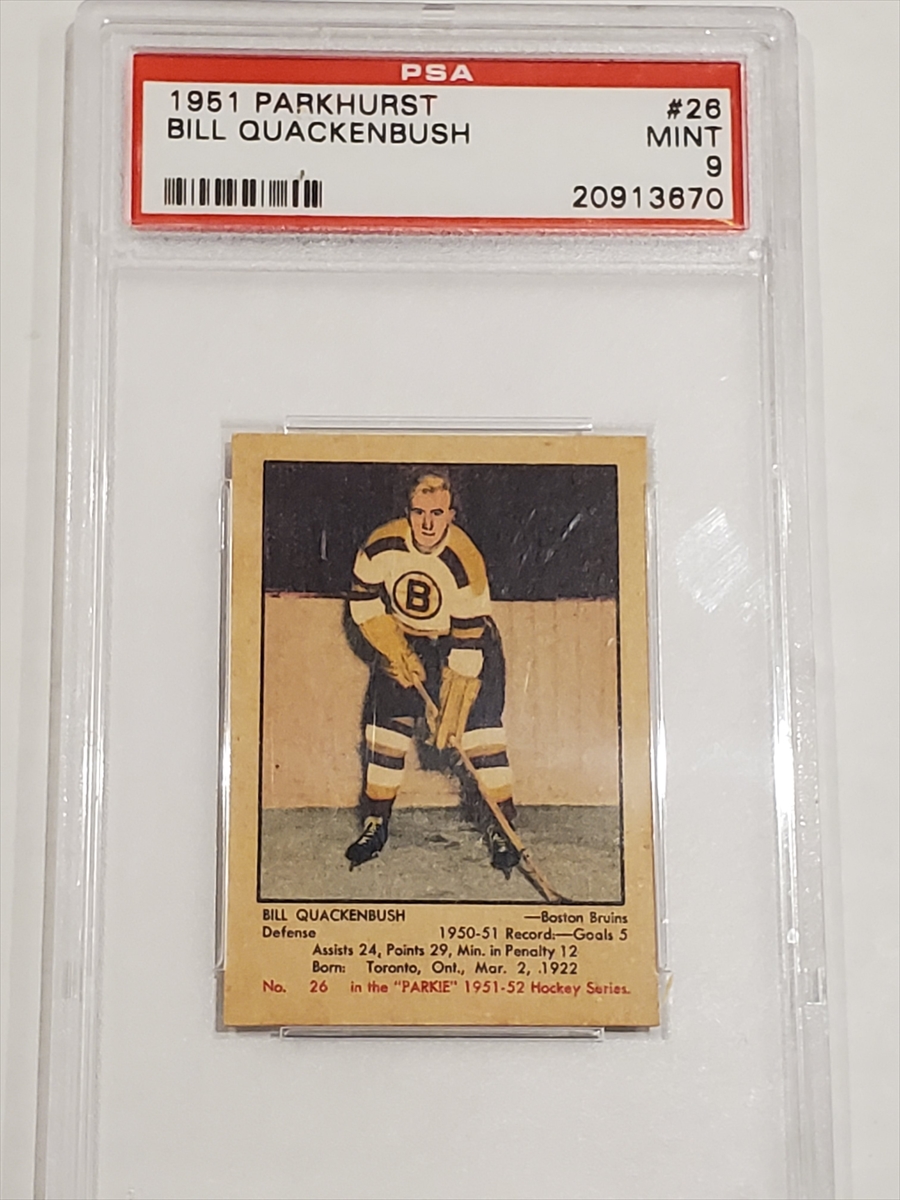 PSA
1951 PARKHURST #26
BILL QUACKENBUSH MINT
9
20913670
B
BILL QUACKENBUSH —Boston Bruins
Defense 1950-51 Record:—Goals 5
Assists 24, Points 29, Min. in Penalty 12
Born: Toronto, Ont., Mar. 2, 1922
No. 26 in the "PARKIE" 1951-52 Hockey Series.